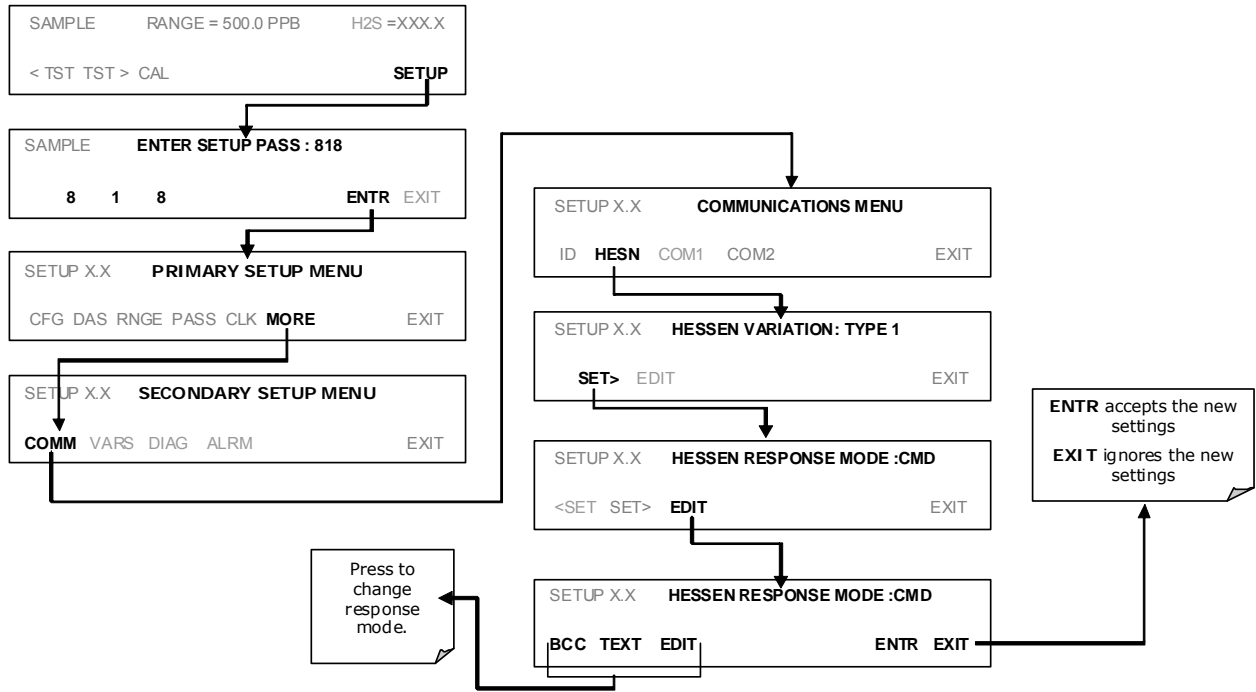 SAMPLE RANGE = 500.0 PPB H2S =XXX.X
< TST TST > CAL SETUP
SAMPLE ENTER SETUP PASS : 818
8 1 8 ENTR EXIT
SETUP X.X PRIMARY SETUP MENU
CFG DAS RNGE PASS CLK MORE EXIT
SETUP X.X SECONDARY SETUP MENU
COMM VARS DIAG ALRM EXIT
SETUP X.X COMMUNICATIONS MENU
ID HESN COM1 COM2 EXIT
SETUP X.X HESSEN VARIATION: TYPE 1
SET> EDIT EXIT
SETUP X.X HESSEN RESPONSE MODE :CMD
<SET SET> EDIT EXIT
SETUP X.X HESSEN RESPONSE MODE :CMD
BCC TEXT EDIT ENTR EXIT
Press to
change
response
mode.
ENTR accepts the new
settings
EXIT ignores the new
settings